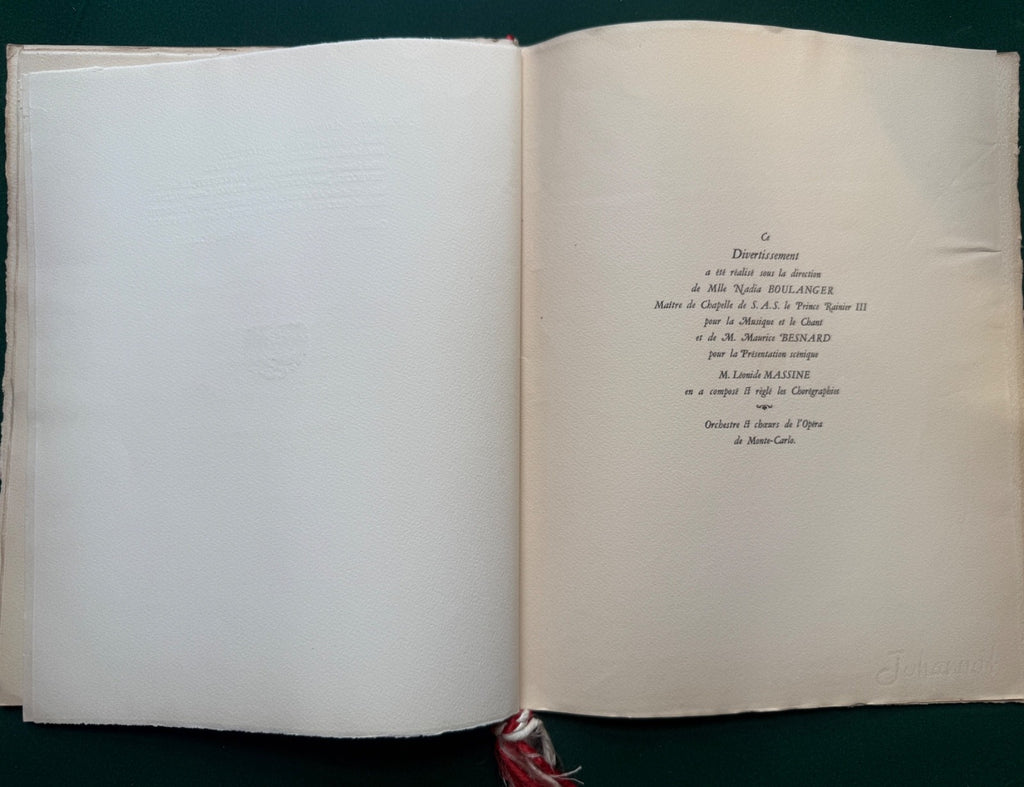 Ce
Divertissement
a été réalisé sous la direction
de Mlle Nadia BOULANGER
Maître de Chapelle de S. A. S. le Prince Rainier III
pour la Musique et le Chant
et de M. Maurice BESNARD
pour la Présentation scénique
M. Léonide MASSINE
en a composé & réglé les Chorégraphies
Orchestre & chœurs de l'Opéra
de Monte-Carlo.
Johannot